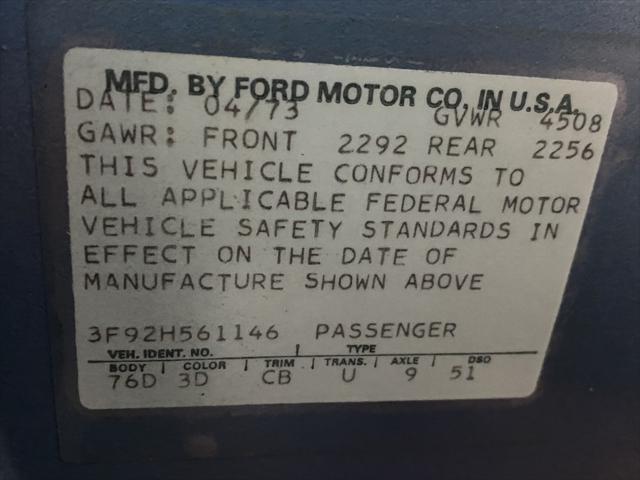 MFD. BY FORD MOTOR CO. IN U.S.A.
DATE: 04/73 GVWR 4508
GAWR: FRONT 2292 REAR 2256
THIS VEHICLE CONFORMS TO
ALL APPLICABLE FEDERAL MOTOR
VEHICLE SAFETY STANDARDS IN
EFFECT ON THE DATE OF
MANUFACTURE SHOWN ABOVE
3F92H561146 PASSENGER
VEH. IDENT. NO. TYPE
BODY | COLOR | TRIM | TRANS. | AXLE | DSO
76D 3D CB U 9 51